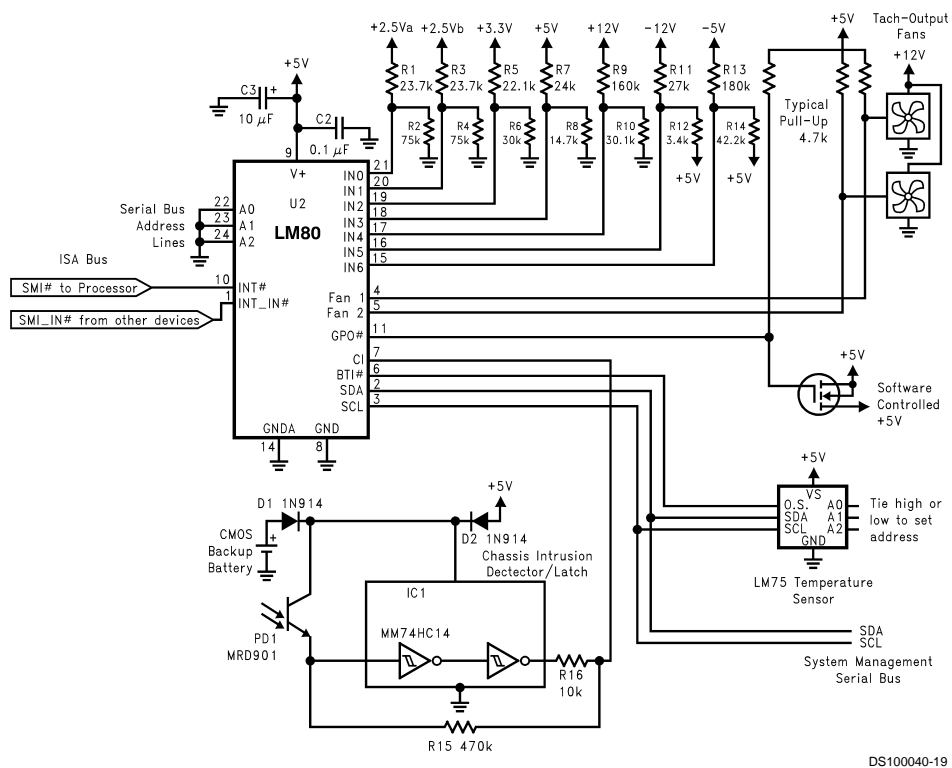 +2.5Va +2.5Vb +3.3V +5V +12V -12V -5V
+5V Tach-Output
Fans
+12V
+5V
C3 +
10 µF
C2
0.1 µF
R1
23.7k
R3
23.7k
R5
22.1k
R7
24k
R9
160k
R11
27k
R13
180k
R2
75k
R4
75k
R6
30k
R8
14.7k
R10
30.1k
R12
3.4k
R14
42.2k
+5V +5V
Typical
Pull-Up
4.7k
9
V+
U2
LM80
Serial Bus
Address
Lines
22 A0
23 A1
24 A2
ISA Bus
SMI# to Processor
10 INT#
1 INT_IN#
SMI_IN# from other devices
IN0 21
IN1 20
IN2 19
IN3 18
IN4 17
IN5 16
IN6 15
Fan 1 4
Fan 2 5
GPO# 11
CI 7
BTI# 6
SDA 2
SCL 3
GNDA GND
14 8
+5V
Software
Controlled
+5V
+5V
VS
O.S. A0
SDA A1
SCL A2
GND
Tie high or
low to set
address
LM75 Temperature
Sensor
SDA
SCL
System Management
Serial Bus
D1 1N914
+5V
D2 1N914
CMOS
Backup
Battery
+
Chassis Intrusion
Dectector/Latch
IC1
MM74HC14
PD1
MRD901
R16
10k
R15 470k
DS100040-19